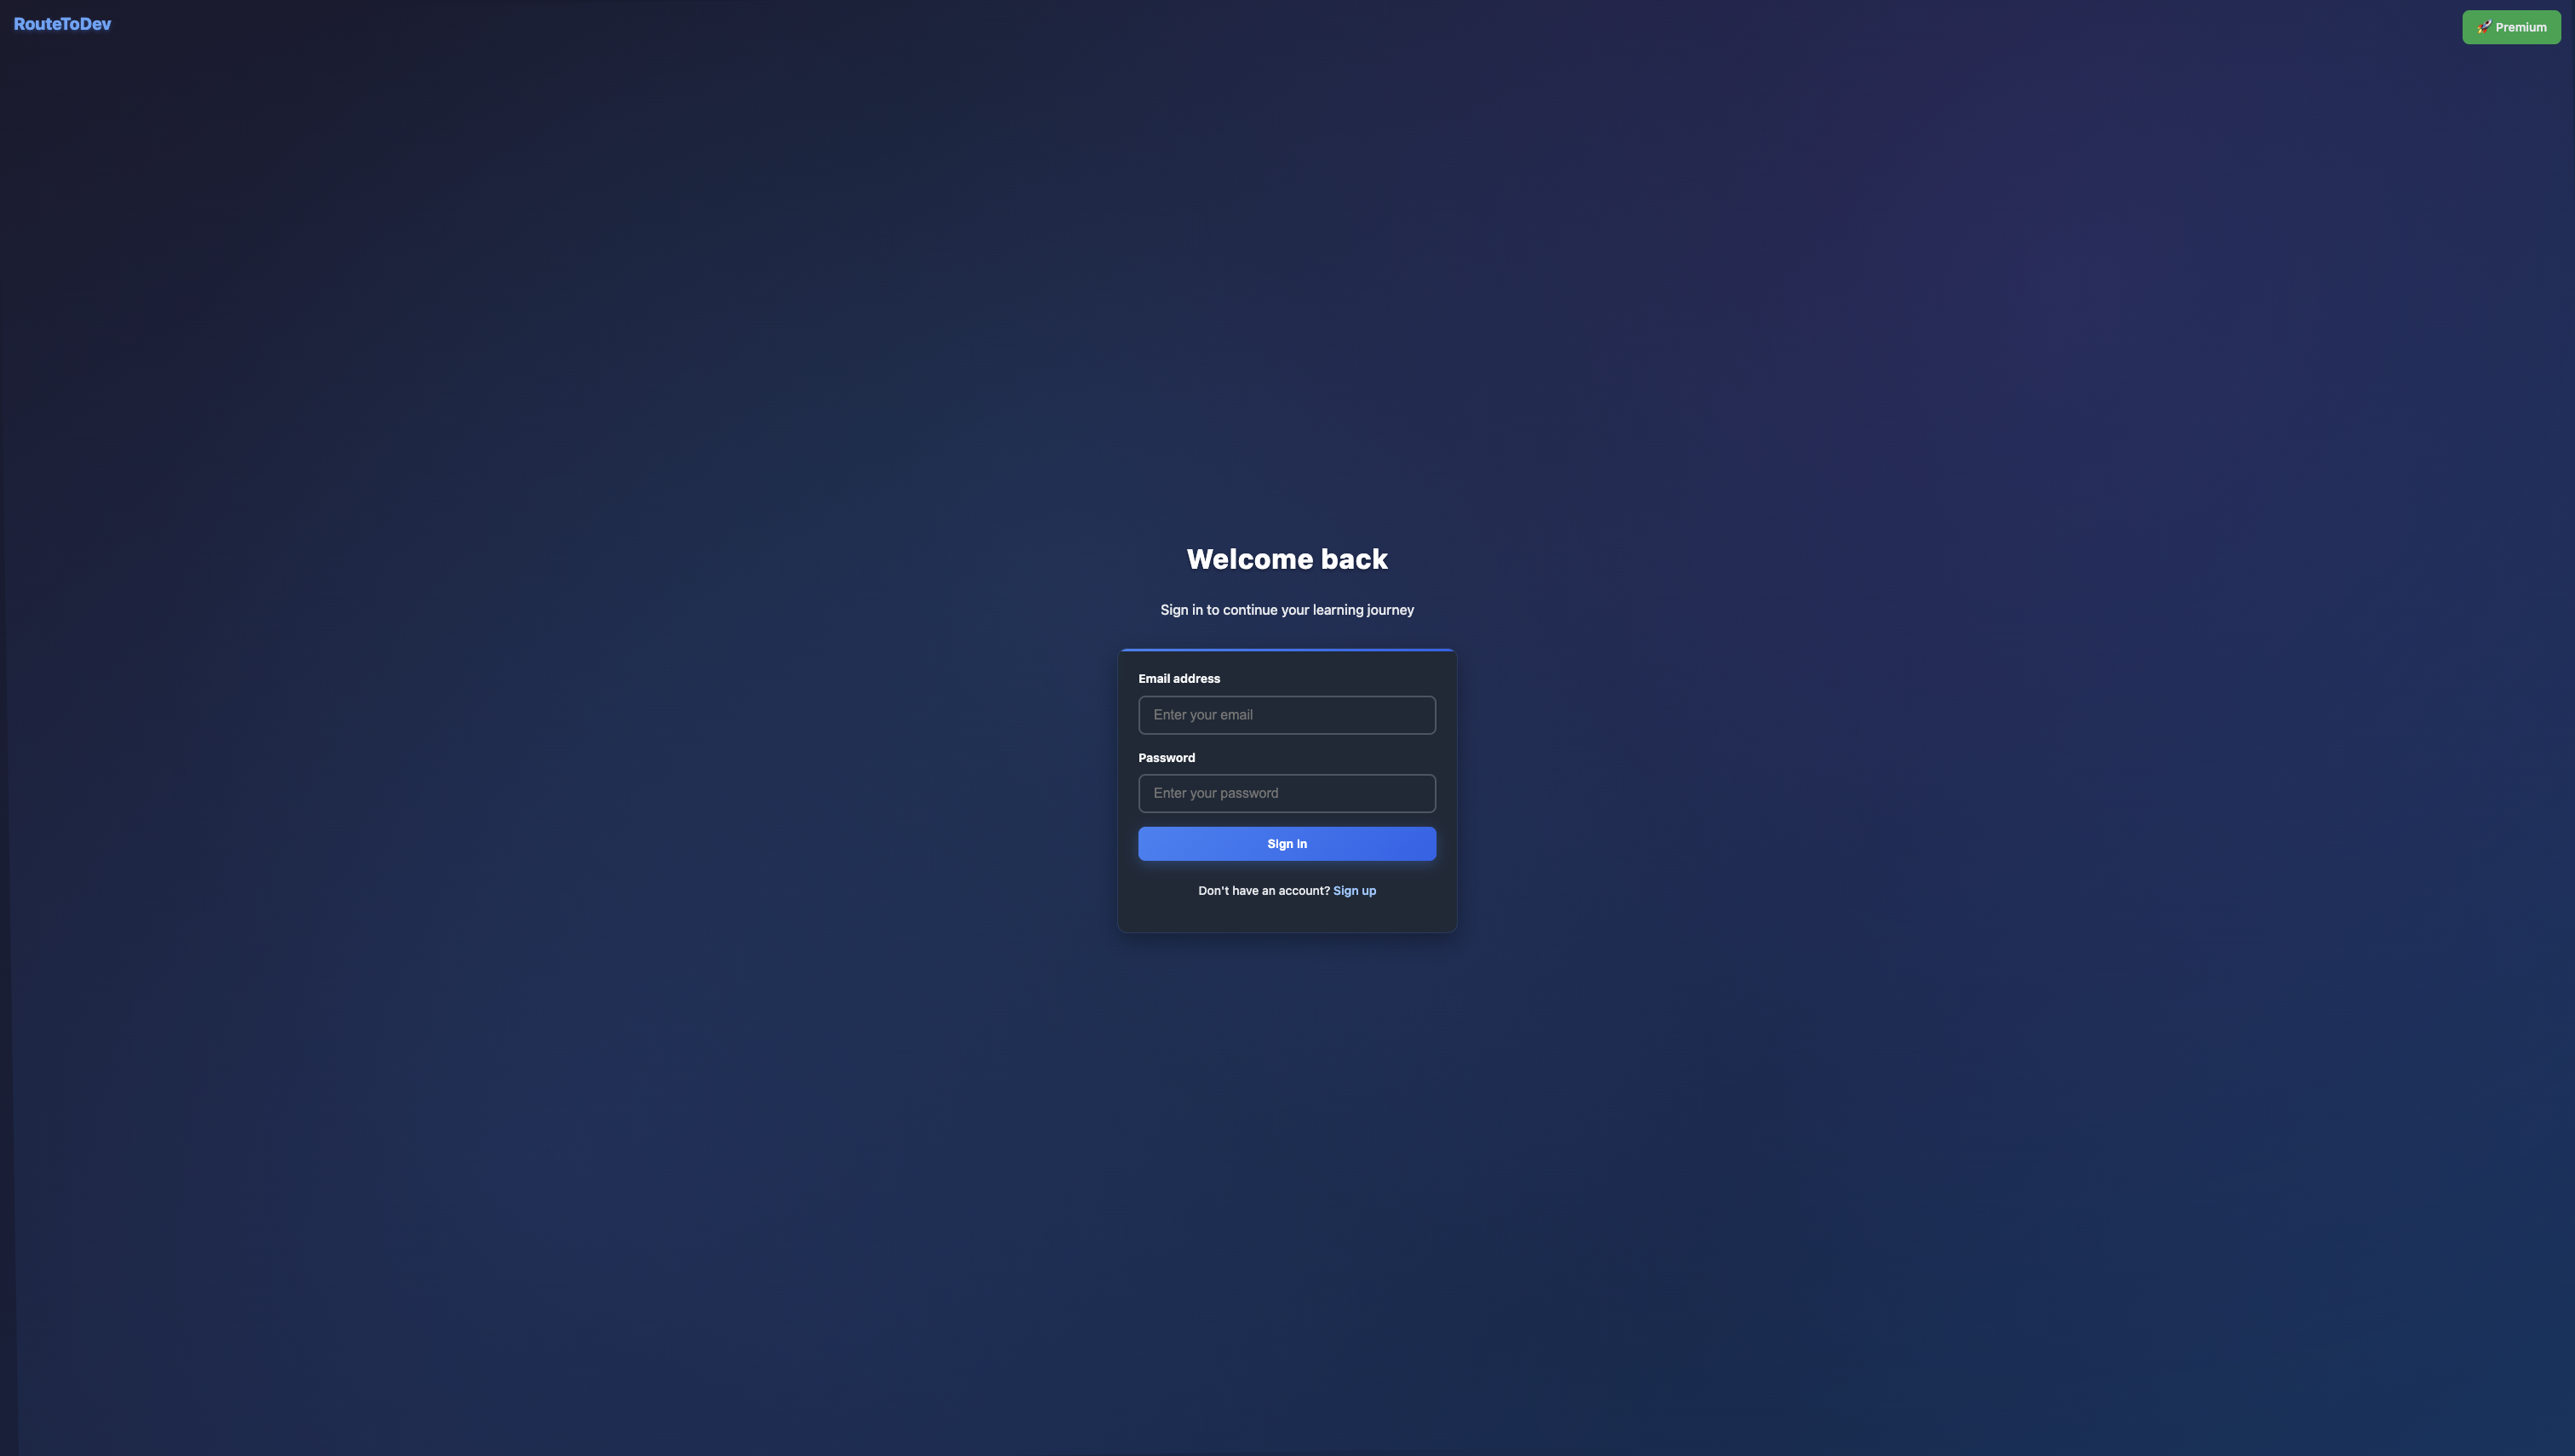 RouteToDev
🚀 Premium
Welcome back
Sign in to continue your learning journey
Email address
Enter your email
Password
Enter your password
Sign In
Don't have an account? Sign up